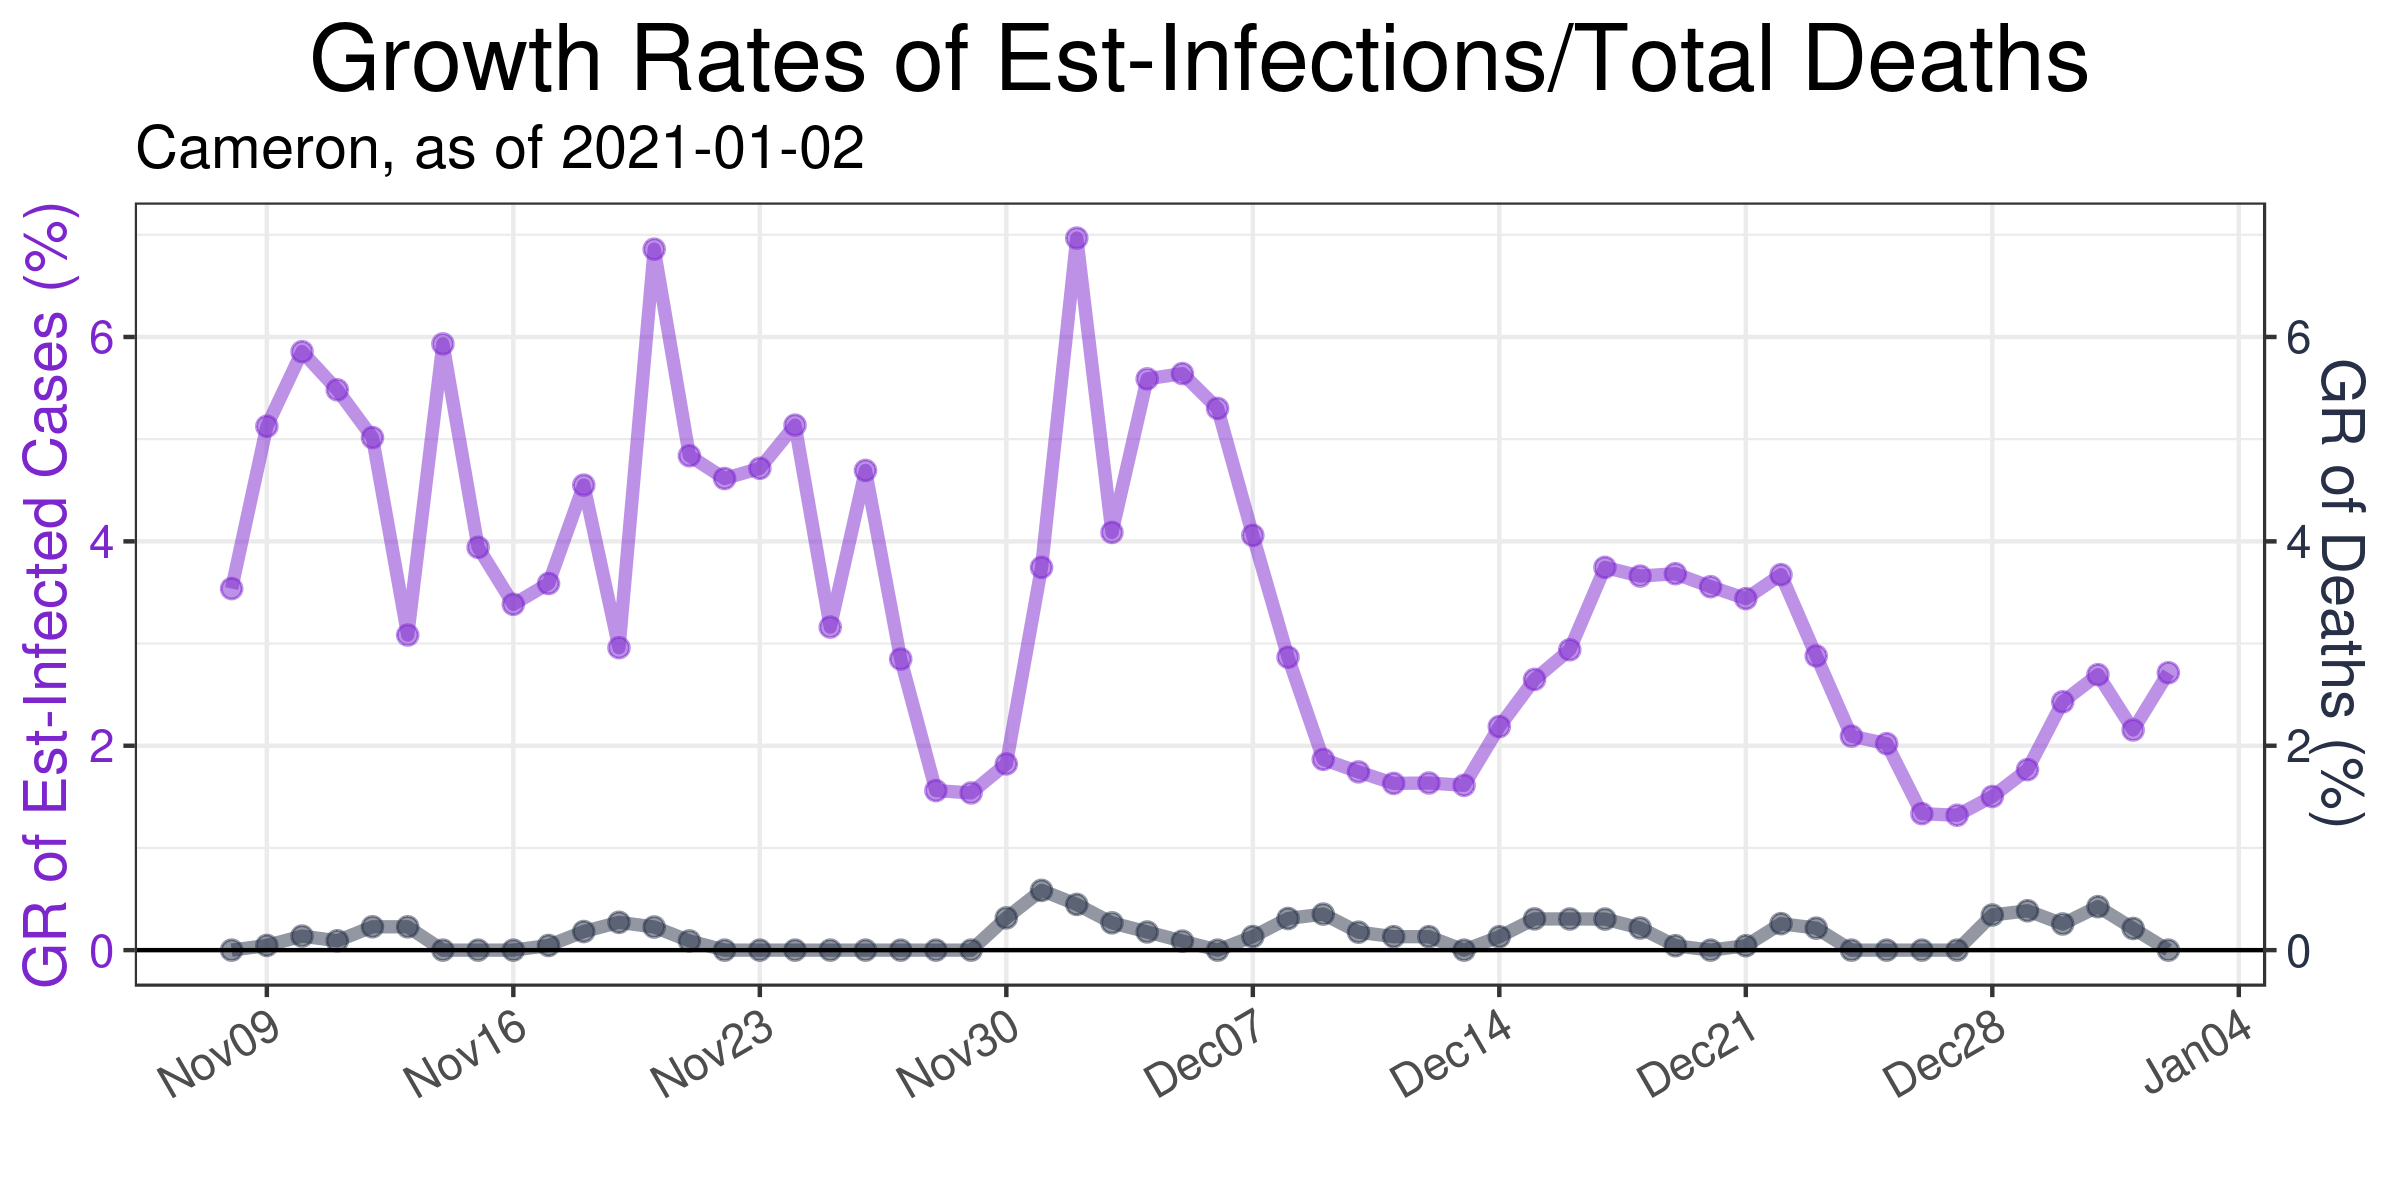 Growth Rates of Est-Infections/Total Deaths
Cameron, as of 2021-01-02
GR of Est-Infected Cases (%)
6
4
2
0
6
4
2
0
GR of Deaths (%)
Nov09
Nov16
Nov23
Nov30
Dec07
Dec14
Dec21
Dec28
Jan04